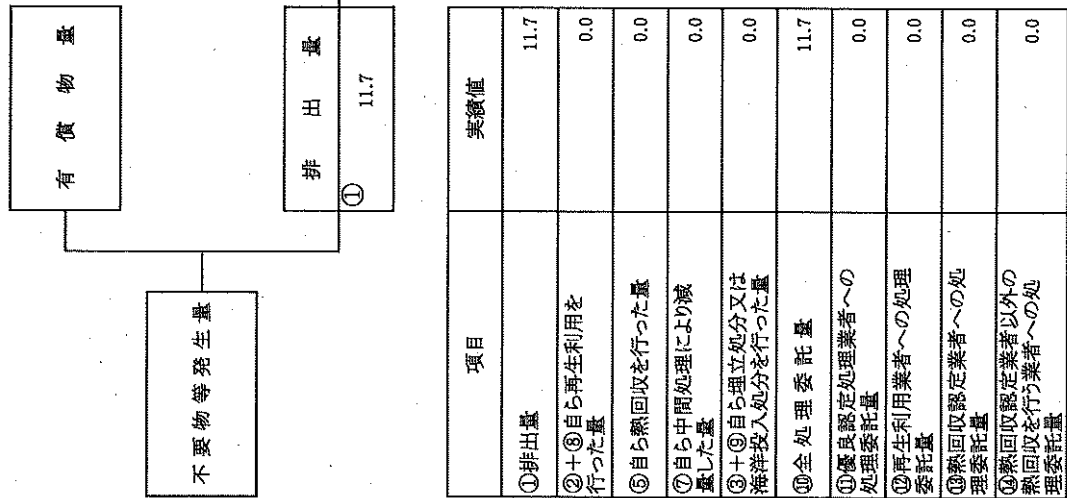 有償物量
不要物等発生量
排出量
①
11.7
項目 実績値
①排出量 11.7
②+⑧自ら再生利用を
行った量 0.0
⑤自ら熱回収を行った量 0.0
⑦自ら中間処理により減
量した量 0.0
③+⑨自ら埋立処分又は
海洋投入処分を行った量 0.0
⑩全処理委託量 11.7
⑪優良認定処理業者への
処理委託量 0.0
⑫再生利用業者への処理
委託量 0.0
⑬熱回収認定業者への処
理委託量 0.0
⑭熱回収認定業者以外の
熱回収を行う業者への処
理委託量 0.0